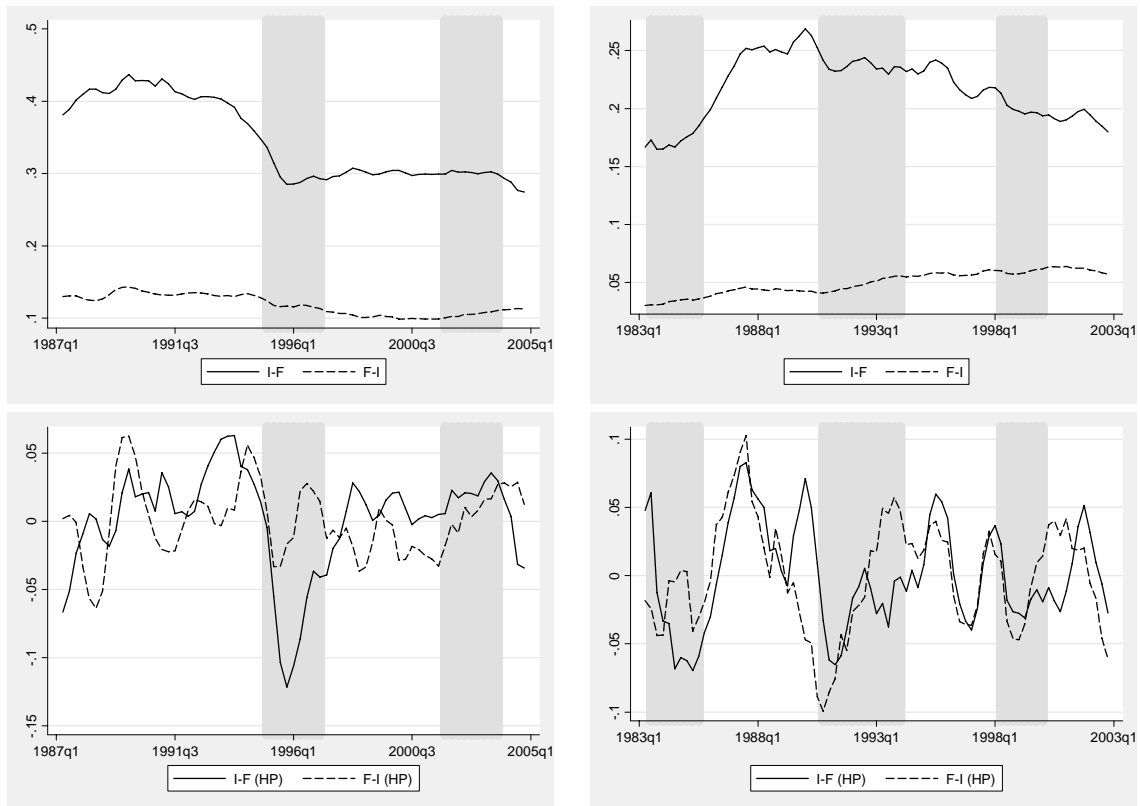 .5
.4
.3
.2
.1
1987q1 1991q3 1996q1 2000q3 2005q1
I-F F-I
.25
.2
.15
.1
.05
1983q1 1988q1 1993q1 1998q1 2003q1
I-F F-I
.05
0
-.05
-.1
-.15
1987q1 1991q3 1996q1 2000q3 2005q1
I-F (HP) F-I (HP)
.1
.05
0
-.05
-.1
1983q1 1988q1 1993q1 1998q1 2003q1
I-F (HP) F-I (HP)